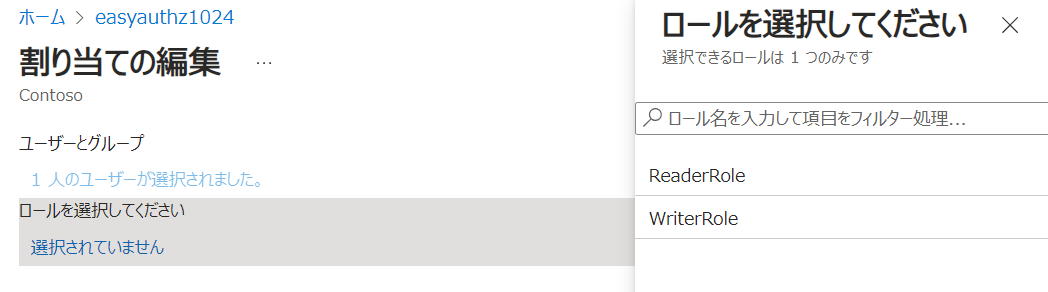 ホーム > easyauthz1024
割り当ての編集 ...
Contoso
ユーザーとグループ
1 人のユーザーが選択されました。
ロールを選択してください
選択されていません
ロールを選択してください
選択できるロールは 1 つのみです
ロール名を入力して項目をフィルター処理...
ReaderRole
WriterRole